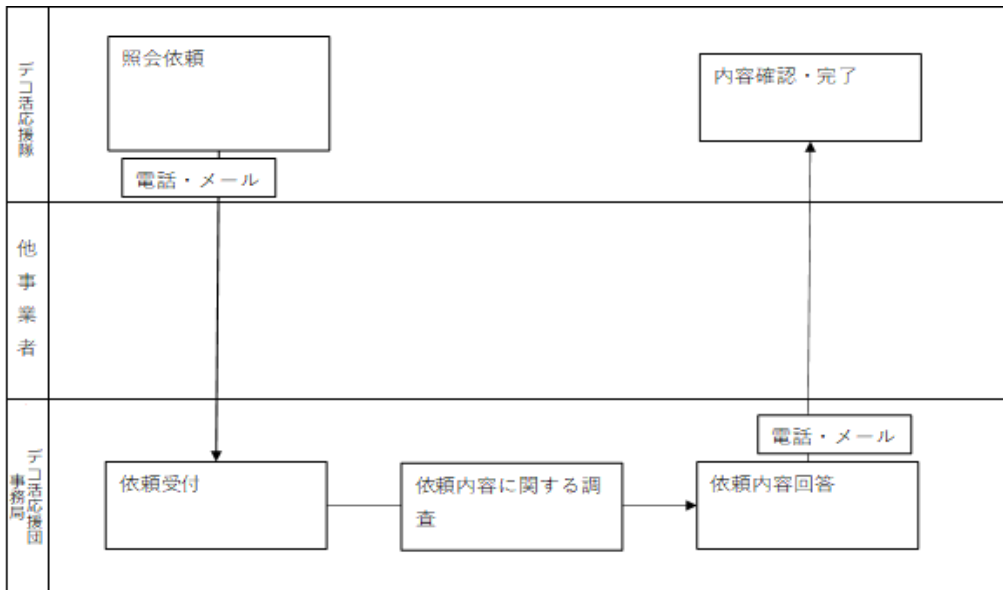 デコ活応援隊
照会依頼
電話・メール
内容確認・完了
他事業者
デコ活応援団
事務局
依頼受付
依頼内容に関する調
査
電話・メール
依頼内容回答